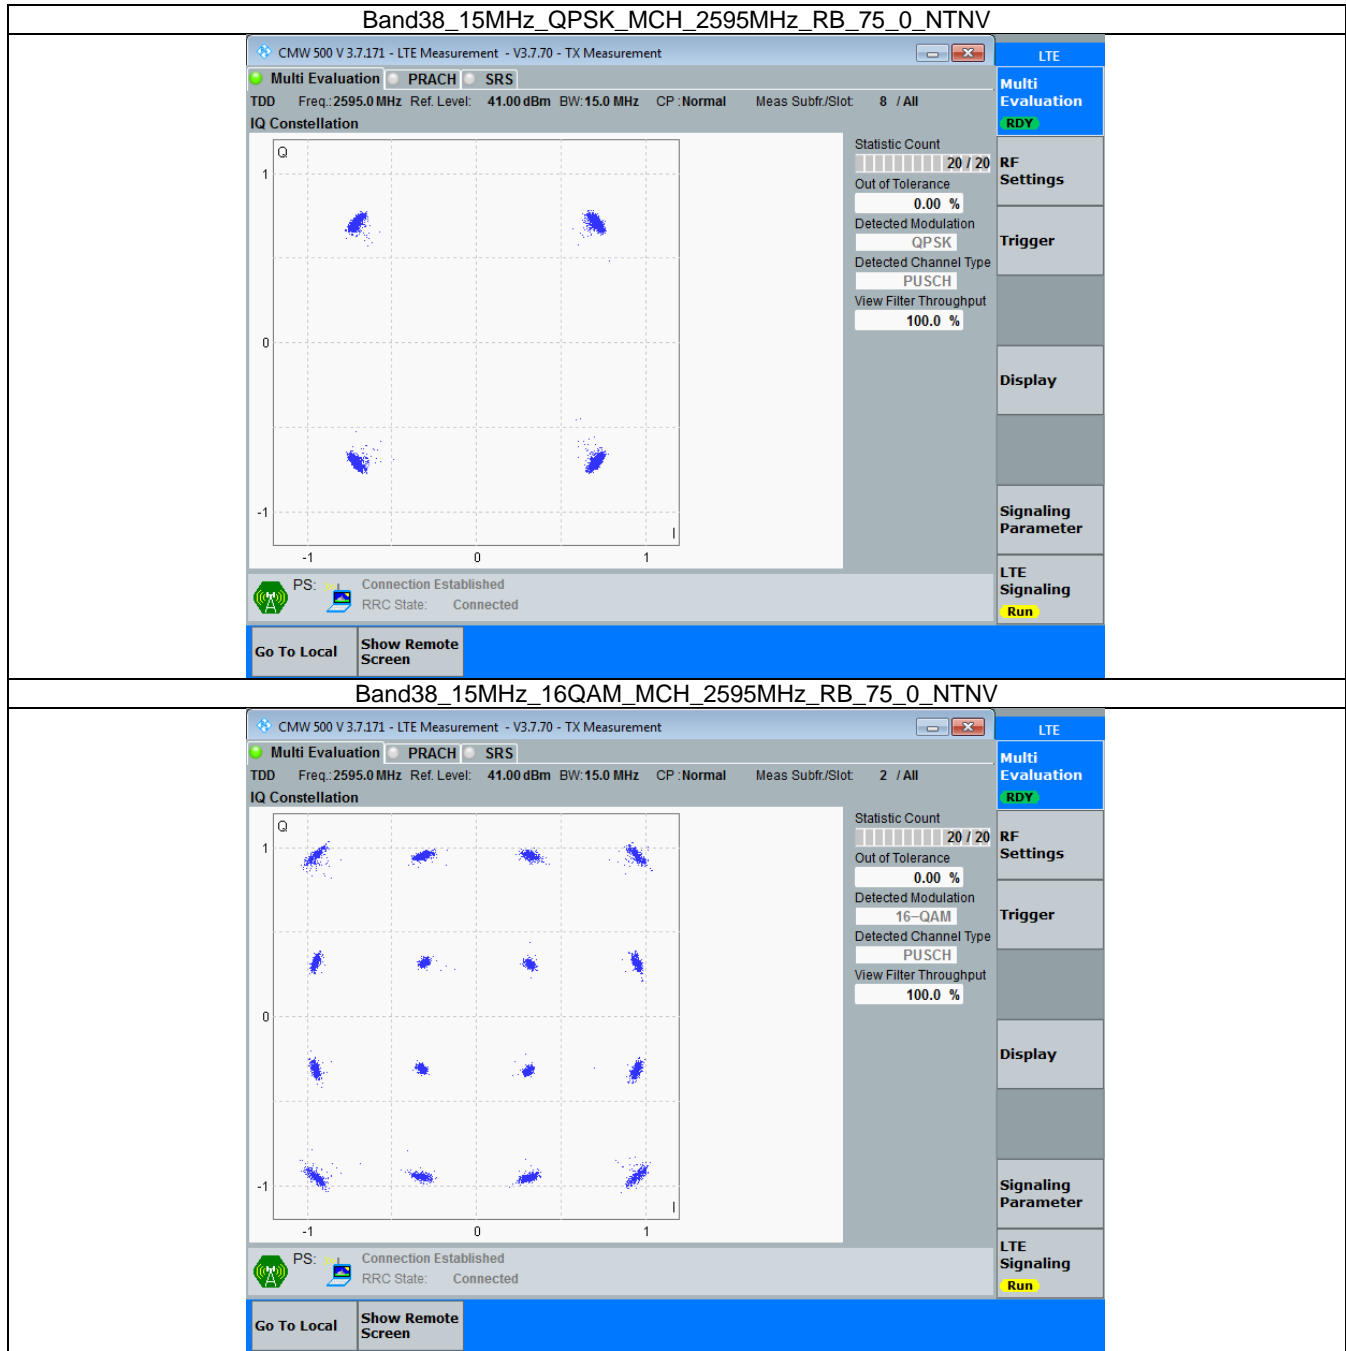 Band38_15MHz_QPSK_MCH_2595MHz_RB_75_0_NTNV
CMW 500 V 3.7.171 - LTE Measurement - V3.7.70 - TX Measurement
LTE
Multi Evaluation PRACH SRS
TDD Freq.: 2595.0 MHz Ref. Level: 41.00 dBm BW: 15.0 MHz CP : Normal Meas Subfr./Slot: 8 / All
IQ Constellation
Multi
Evaluation
RDY
Q
1
0
-1
I
-1 0 1
Statistic Count
20 / 20
Out of Tolerance
0.00 %
Detected Modulation
QPSK
Detected Channel Type
PUSCH
View Filter Throughput
100.0 %
RF
Settings
Trigger
Display
Signaling
Parameter
LTE
Signaling
Run
PS: Connection Established
RRC State: Connected
Go To Local
Show Remote
Screen
Band38_15MHz_16QAM_MCH_2595MHz_RB_75_0_NTNV
CMW 500 V 3.7.171 - LTE Measurement - V3.7.70 - TX Measurement
LTE
Multi Evaluation PRACH SRS
TDD Freq.: 2595.0 MHz Ref. Level: 41.00 dBm BW: 15.0 MHz CP : Normal Meas Subfr./Slot: 2 / All
IQ Constellation
Multi
Evaluation
RDY
Q
1
0
-1
I
-1 0 1
Statistic Count
20 / 20
Out of Tolerance
0.00 %
Detected Modulation
16-QAM
Detected Channel Type
PUSCH
View Filter Throughput
100.0 %
RF
Settings
Trigger
Display
Signaling
Parameter
LTE
Signaling
Run
PS: Connection Established
RRC State: Connected
Go To Local
Show Remote
Screen